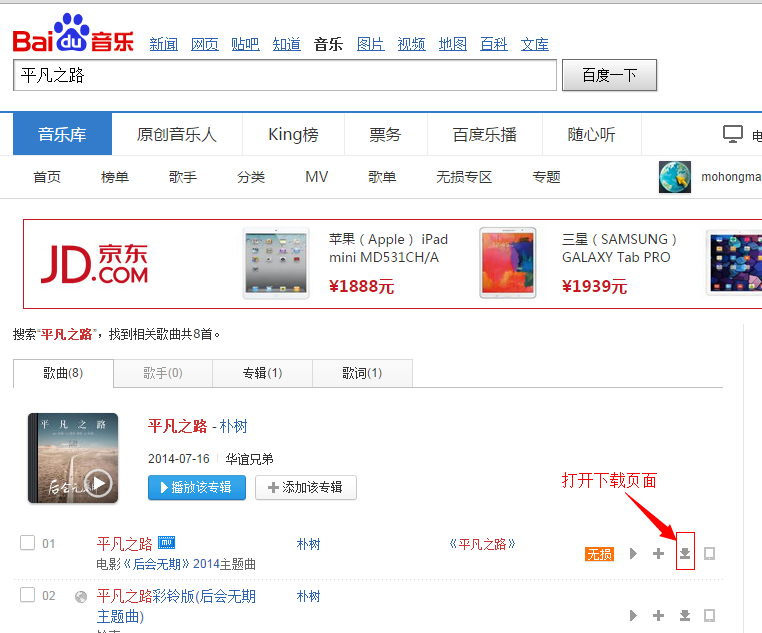 Bai du 音乐 新闻 网页 贴吧 知道 音乐 图片 视频 地图 百科 文库
平凡之路 百度一下
音乐库 原创音乐人 King榜 票务 百度乐播 随心听 电
首页 榜单 歌手 分类 MV 歌单 无损专区 专题 mohongma
JD.COM 京东
苹果（Apple ）iPad
mini MD531CH/A
¥1888元
三星（SAMSUNG ）
GALAXY Tab PRO
¥1939元
搜索“平凡之路”，找到相关歌曲共8首。
歌曲(8) 歌手(0) 专辑(1) 歌词(1)
平凡之路
后会无期
平凡之路 - 朴树
2014-07-16 华谊兄弟
播放该专辑 添加该专辑
打开下载页面
01 平凡之路 mv 朴树 《平凡之路》 无损
电影《后会无期》2014主题曲
02 平凡之路彩铃版(后会无期 朴树
主题曲)